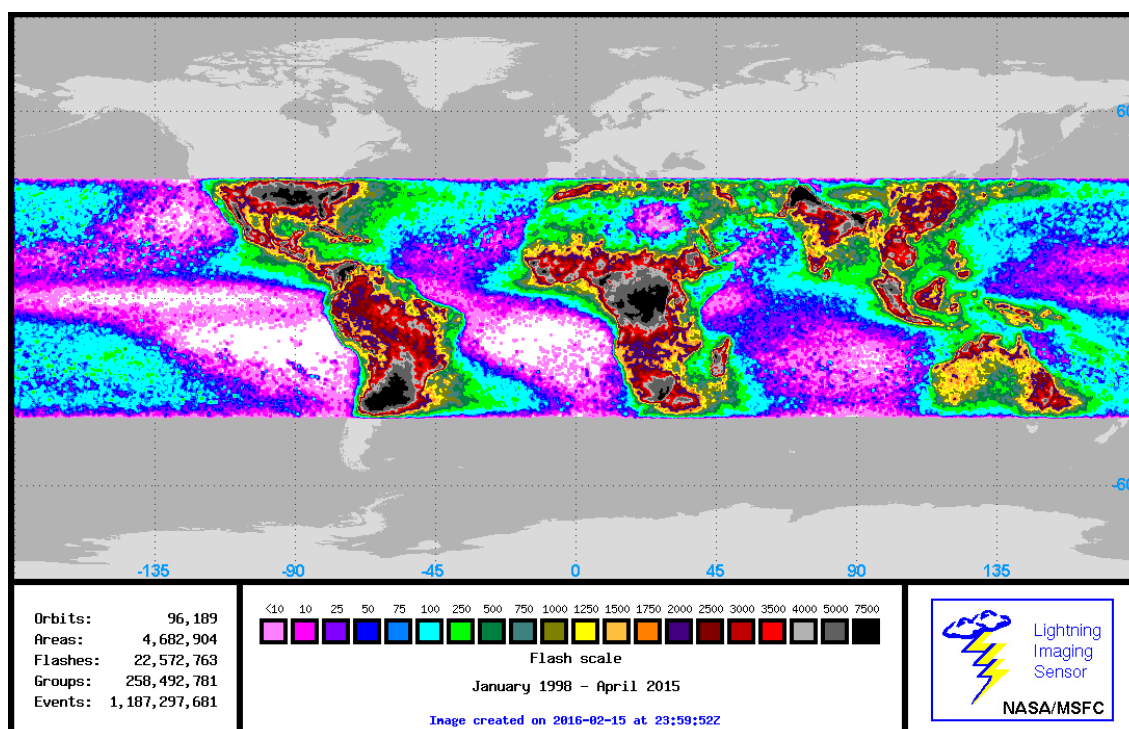 60
-60
-135 -90 -45 0 45 90 135
Orbits: 96,189
Areas: 4,682,904
Flashes: 22,572,763
Groups: 258,492,781
Events: 1,187,297,681
<10 10 25 50 75 100 250 500 750 1000 1250 1500 1750 2000 2500 3000 3500 4000 5000 7500
Flash scale
January 1998 - April 2015
Image created on 2016-02-15 at 23:59:52Z
Lightning
Imaging
Sensor
NASA/MSFC